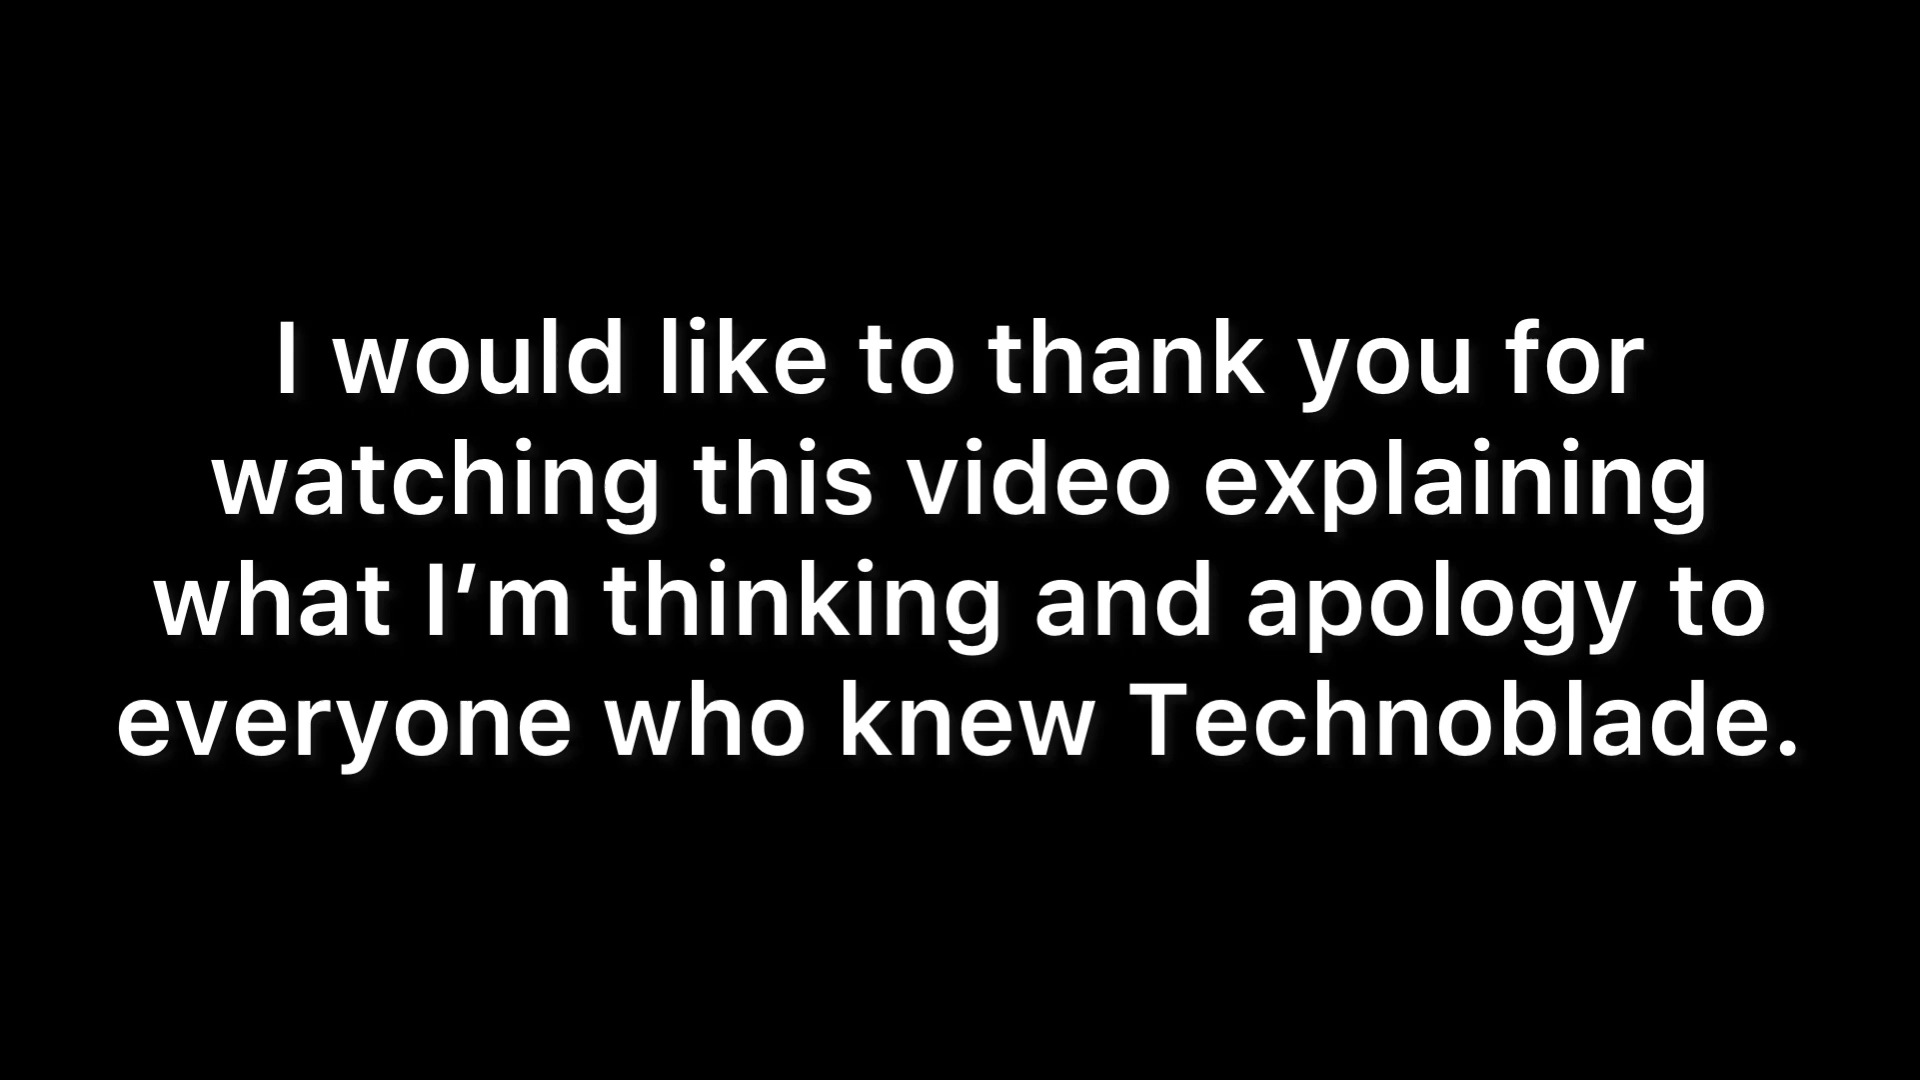 I would like to thank you for
watching this video explaining
what I’m thinking and apology to
everyone who knew Technoblade.